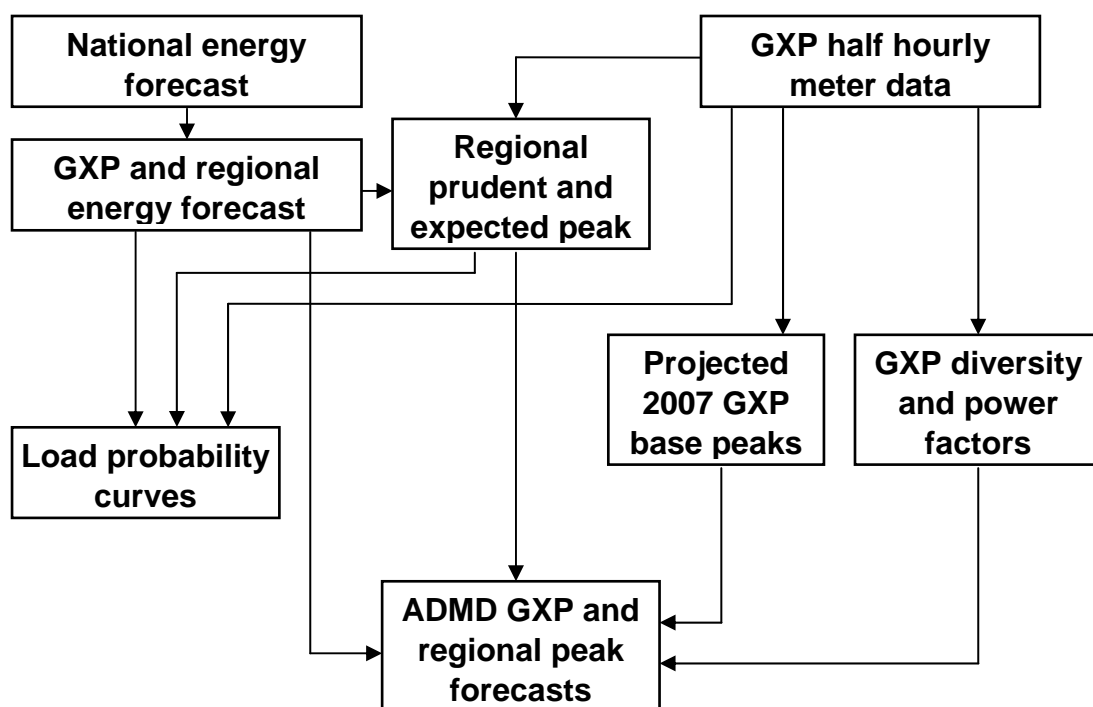 National energy
forecast
GXP half hourly
meter data
GXP and regional
energy forecast
Regional
prudent and
expected peak
Projected
2007 GXP
base peaks
GXP diversity
and power
factors
Load probability
curves
ADMD GXP and
regional peak
forecasts